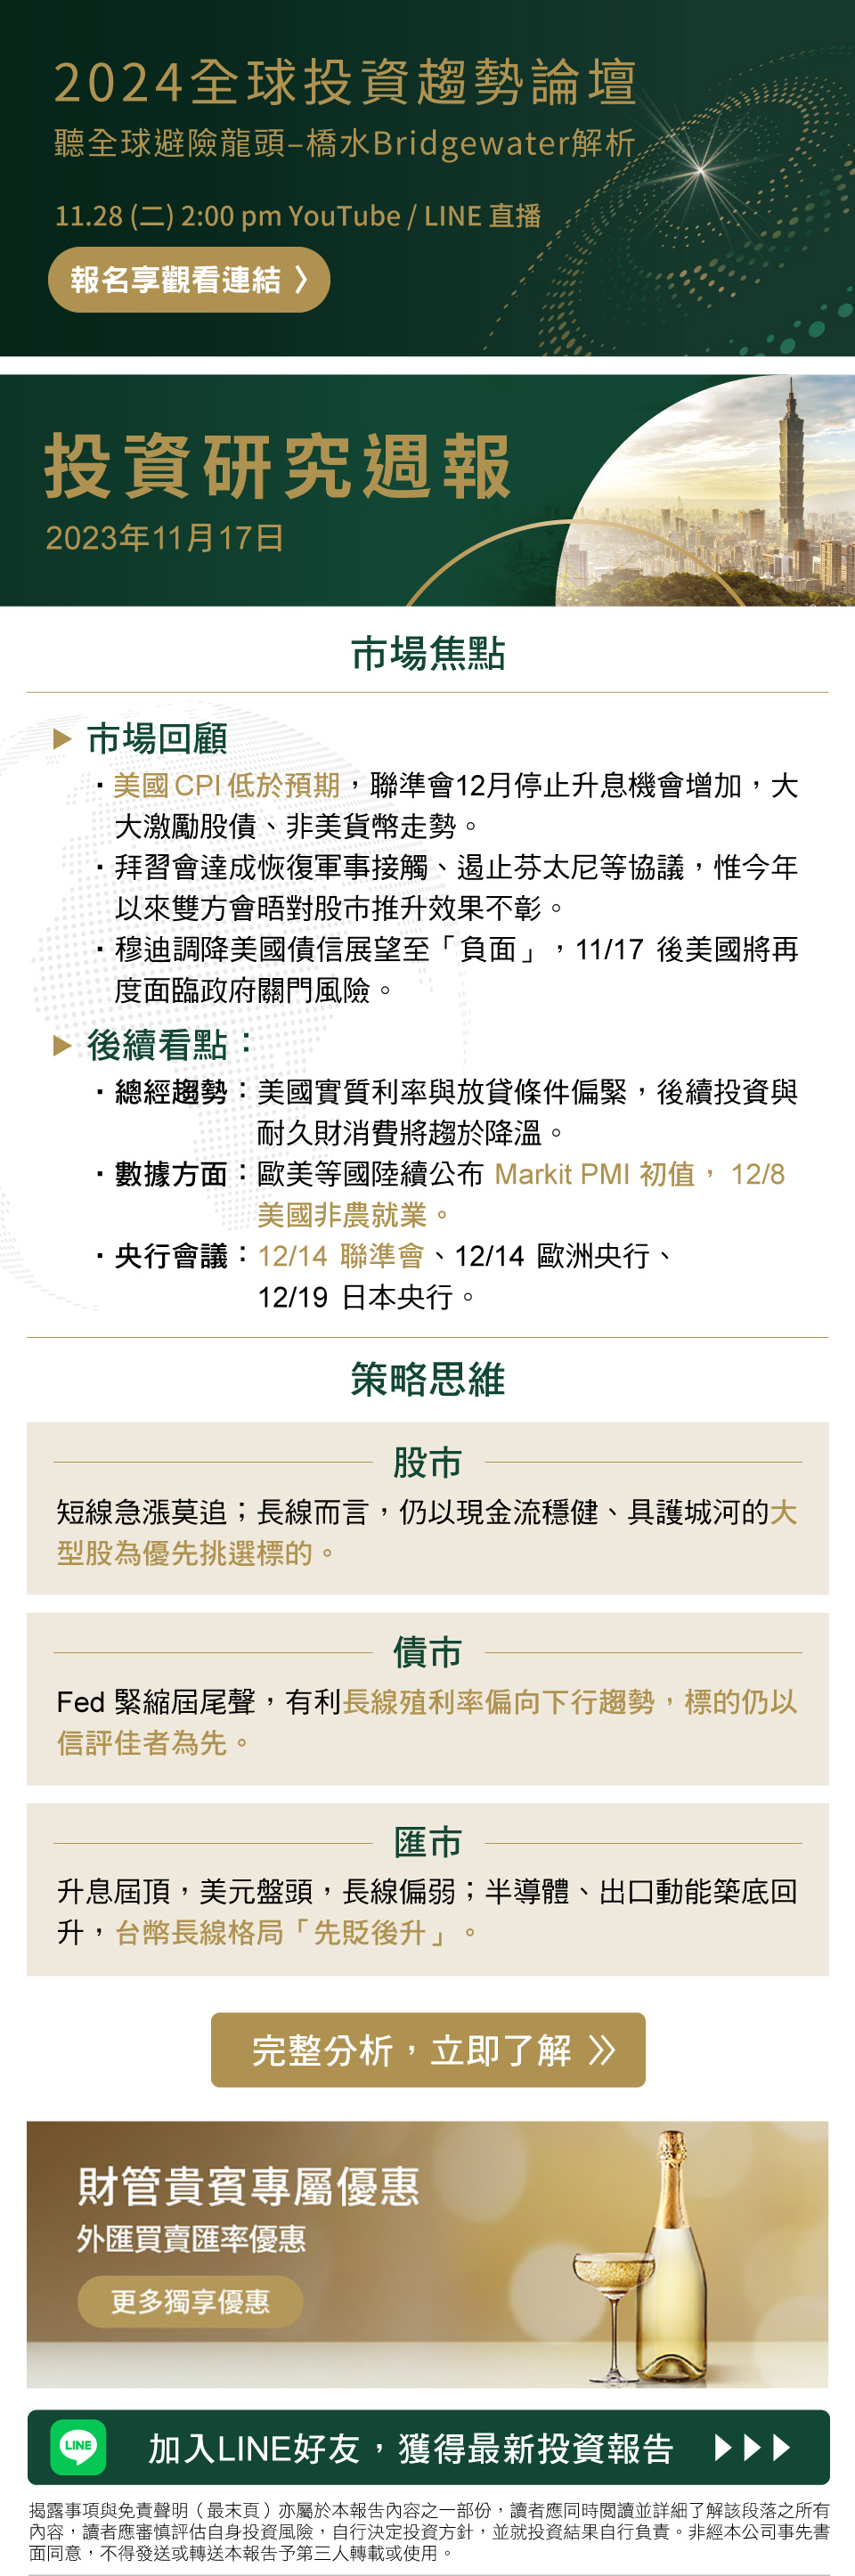 2024全球投資趨勢論壇
聽全球避險龍頭–橋水Bridgewater解析
11.28 (二) 2:00 pm YouTube / LINE 直播
報名享觀看連結 〉
投資研究週報
2023年11月17日
市場焦點
▶ 市場回顧
・美國 CPI 低於預期，聯準會12月停止升息機會增加，大
大激勵股債、非美貨幣走勢。
・拜習會達成恢復軍事接觸、遏止芬太尼等協議，惟今年
以來雙方會晤對股市推升效果不彰。
・穆迪調降美國債信展望至「負面」，11/17 後美國將再
度面臨政府關門風險。
▶ 後續看點：
・總經趨勢：美國實質利率與放貸條件偏緊，後續投資與
耐久財消費將趨於降溫。
・數據方面：歐美等國陸續公布 Markit PMI 初值， 12/8
美國非農就業。
・央行會議：12/14 聯準會、12/14 歐洲央行、
12/19 日本央行。
策略思維
股市
短線急漲莫追；長線而言，仍以現金流穩健、具護城河的大
型股為優先挑選標的。
債市
Fed 緊縮屆尾聲，有利長線殖利率偏向下行趨勢，標的仍以
信評佳者為先。
匯市
升息屆頂，美元盤頭，長線偏弱；半導體、出口動能築底回
升，台幣長線格局「先貶後升」。
完整分析，立即了解 》
財管貴賓專屬優惠
外匯買賣匯率優惠
更多獨享優惠
LINE 加入LINE好友，獲得最新投資報告 ▶▶▶
揭露事項與免責聲明（最末頁）亦屬於本報告內容之一部份，讀者應同時閱讀並詳細了解該段落之所有
內容，讀者應審慎評估自身投資風險，自行決定投資方針，並就投資結果自行負責。非經本公司事先書
面同意，不得發送或轉送本報告予第三人轉載或使用。